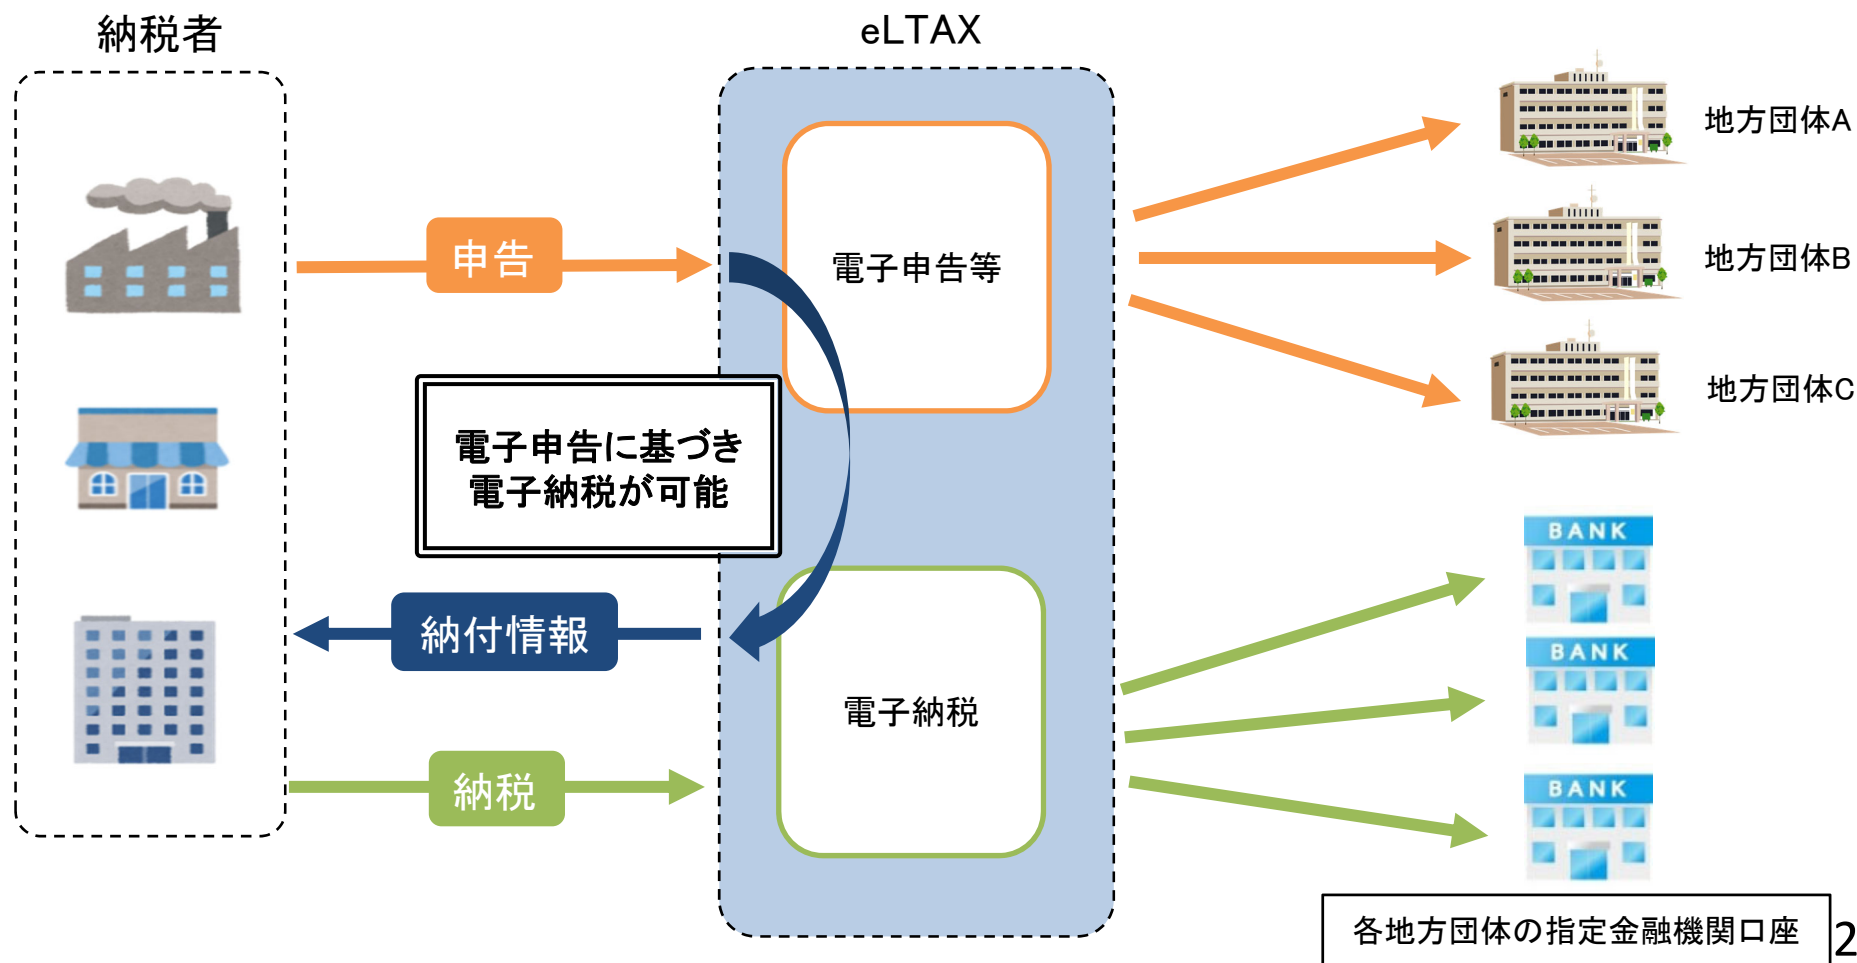 納税者
eLTAX
地方団体A
申告
電子申告等
地方団体B
地方団体C
電子申告に基づき
電子納税が可能
BANK
納付情報
BANK
電子納税
納税
BANK
各地方団体の指定金融機関口座
2